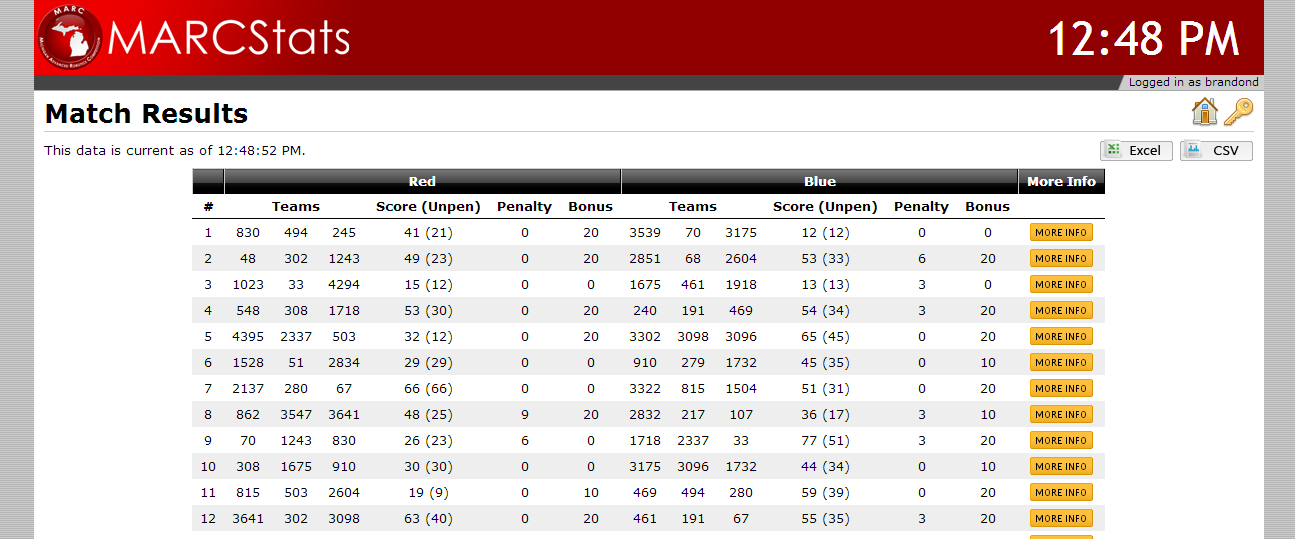 MARC
MARCStats
12:48 PM
Logged in as brandond
Match Results
This data is current as of 12:48:52 PM.
Excel CSV
Red Blue More Info
# Teams Score (Unpen) Penalty Bonus Teams Score (Unpen) Penalty Bonus
1 830 494 245 41 (21) 0 20 3539 70 3175 12 (12) 0 0 MORE INFO
2 48 302 1243 49 (23) 0 20 2851 68 2604 53 (33) 6 20 MORE INFO
3 1023 33 4294 15 (12) 0 0 1675 461 1918 13 (13) 3 0 MORE INFO
4 548 308 1718 53 (30) 0 20 240 191 469 54 (34) 3 20 MORE INFO
5 4395 2337 503 32 (12) 0 20 3302 3098 3096 65 (45) 0 20 MORE INFO
6 1528 51 2834 29 (29) 0 0 910 279 1732 45 (35) 0 10 MORE INFO
7 2137 280 67 66 (66) 0 0 3322 815 1504 51 (31) 0 20 MORE INFO
8 862 3547 3641 48 (25) 9 20 2832 217 107 36 (17) 3 10 MORE INFO
9 70 1243 830 26 (23) 6 0 1718 2337 33 77 (51) 3 20 MORE INFO
10 308 1675 910 30 (30) 0 0 3175 3096 1732 44 (34) 0 10 MORE INFO
11 815 503 2604 19 (9) 0 10 469 494 280 59 (39) 0 20 MORE INFO
12 3641 302 3098 63 (40) 0 20 461 191 67 55 (35) 3 20 MORE INFO